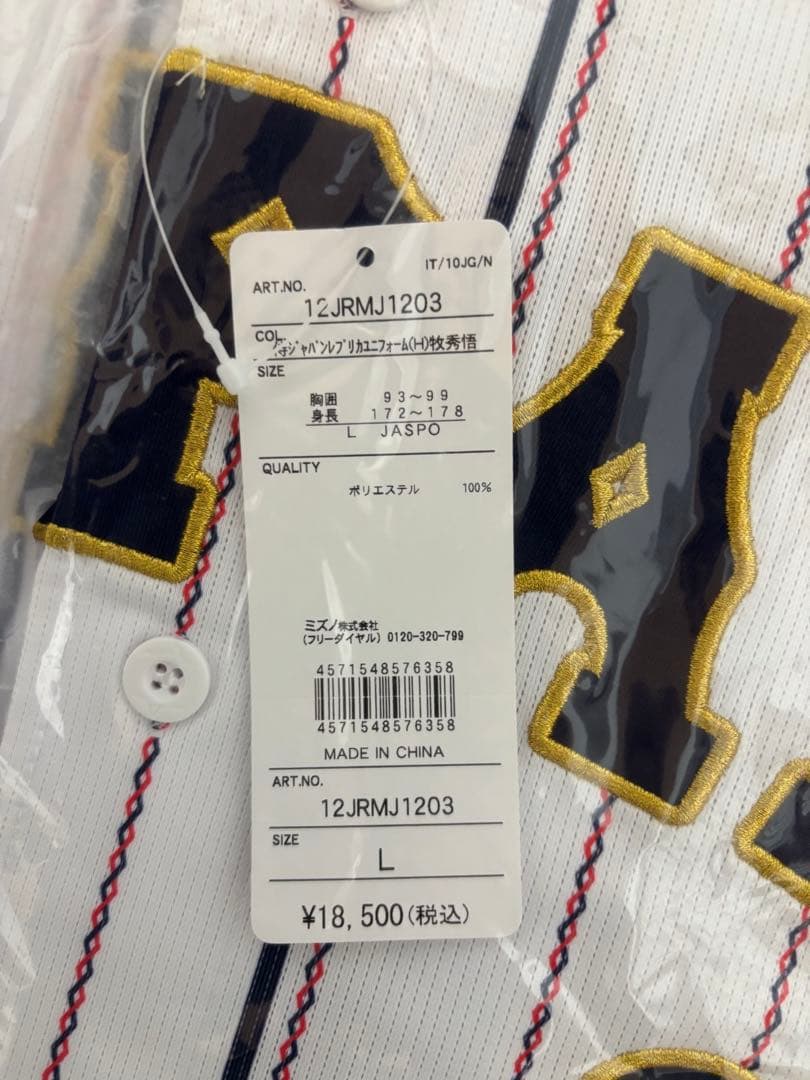 IT/10JG/N
ART.NO.
12JRMJ1203
COL.
侍ジャパンレプリカユニフォーム(H)牧秀悟
SIZE
胸囲 93～99
身長 172～178
L JASPO
QUALITY
ポリエステル 100%
ミズノ株式会社
(フリーダイヤル) 0120-320-799
4571548576358
4571548576358
MADE IN CHINA
ART.NO.
12JRMJ1203
SIZE
L
¥18,500(税込)